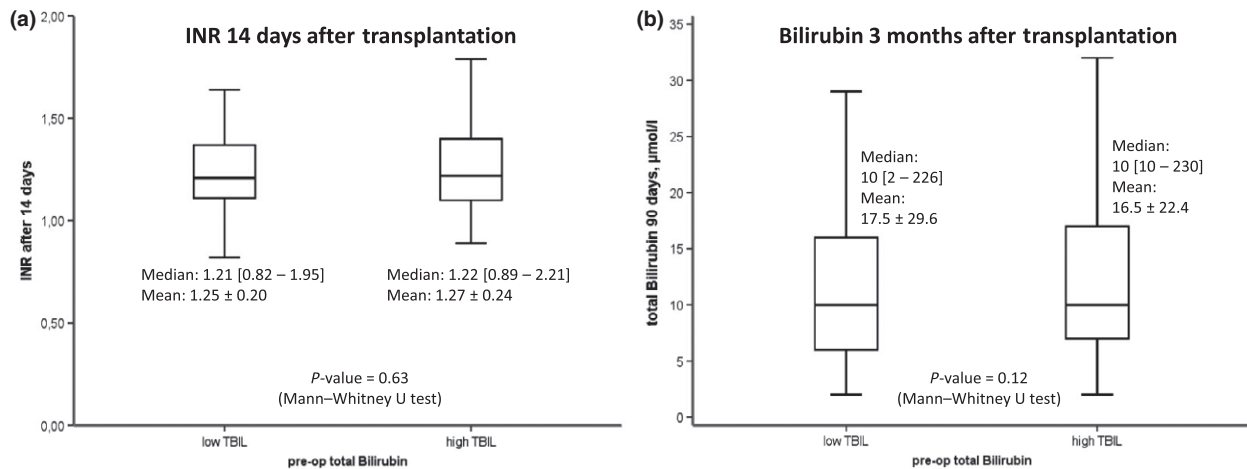 (a)
INR 14 days after transplantation
2,00
1,50
1,00
0,50
0,00
INR after 14 days
Median: 1.21 [0.82 – 1.95]
Mean: 1.25 ± 0.20
Median: 1.22 [0.89 – 2.21]
Mean: 1.27 ± 0.24
P-value = 0.63
(Mann–Whitney U test)
low TBIL
high TBIL
pre-op total Bilirubin
(b)
Bilirubin 3 months after transplantation
35
30
25
20
15
10
5
0
total Bilirubin 90 days, µmol/l
Median:
10 [2 – 226]
Mean:
17.5 ± 29.6
Median:
10 [10 – 230]
Mean:
16.5 ± 22.4
P-value = 0.12
(Mann–Whitney U test)
low TBIL
high TBIL
pre-op total Bilirubin